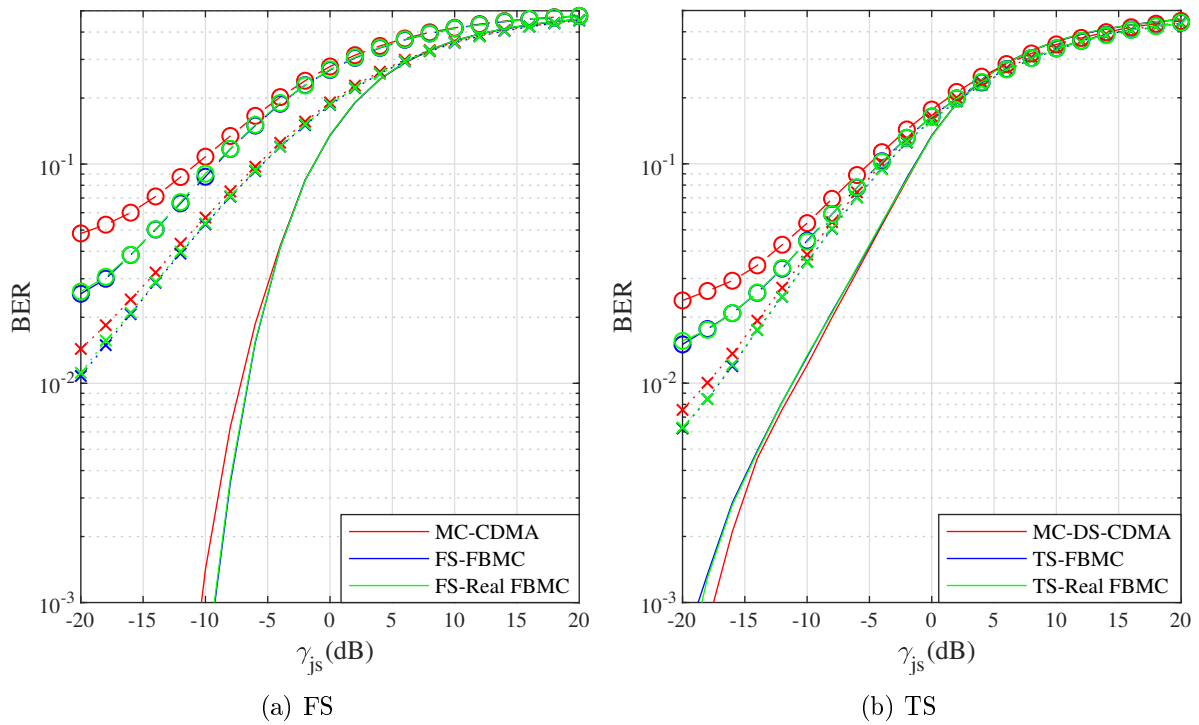 BER
10^-1
10^-2
10^-3
-20 -15 -10 -5 0 5 10 15 20
γ_js(dB)
MC-CDMA
FS-FBMC
FS-Real FBMC
(a) FS
BER
10^-1
10^-2
10^-3
-20 -15 -10 -5 0 5 10 15 20
γ_js(dB)
MC-DS-CDMA
TS-FBMC
TS-Real FBMC
(b) TS